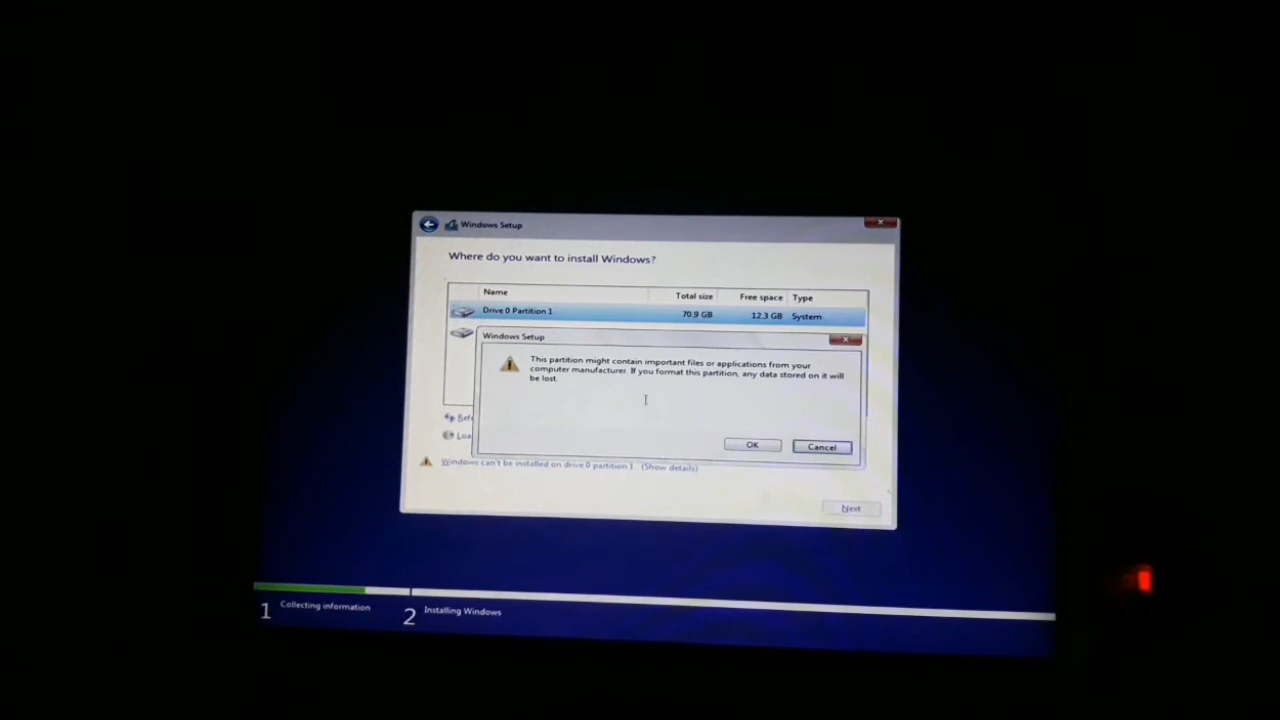 Windows Setup
Where do you want to install Windows?
Name Total size Free space Type
Drive 0 Partition 1 70.9 GB 12.3 GB System
Windows Setup
This partition might contain important files or applications from your
computer manufacturer. If you format this partition, any data stored on it will
be lost.
OK Cancel
Windows can't be installed on drive 0 partition 1. (Show details)
Next
1 Collecting information 2 Installing Windows